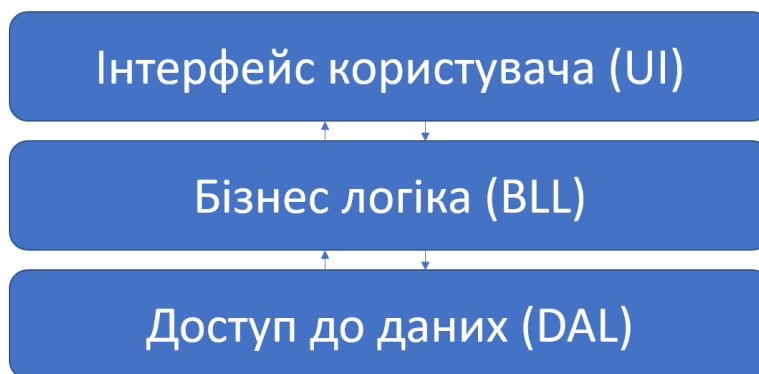 Інтерфейс користувача (UI)
Бізнес логіка (BLL)
Доступ до даних (DAL)